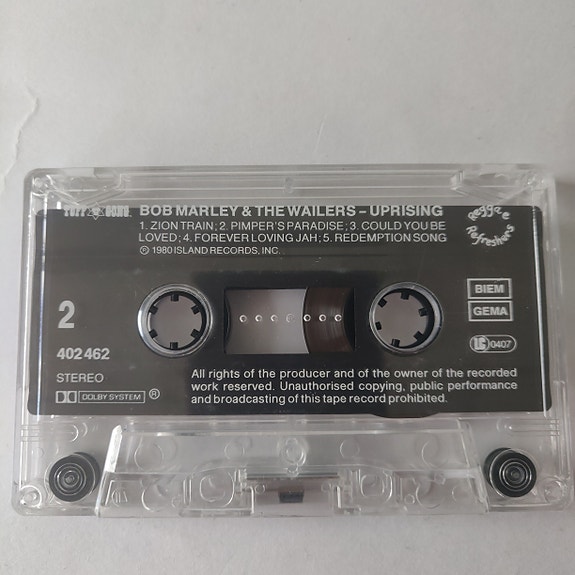 TUFF GONG
BOB MARLEY & THE WAILERS – UPRISING
Reggae
Refreshers
1. ZION TRAIN; 2. PIMPER'S PARADISE; 3. COULD YOU BE
LOVED; 4. FOREVER LOVING JAH; 5. REDEMPTION SONG
℗ 1980 ISLAND RECORDS, INC.
BIEM
GEMA
2
LC 0407
402 462
STEREO
DOLBY SYSTEM ®
All rights of the producer and of the owner of the recorded
work reserved. Unauthorised copying, public performance
and broadcasting of this tape record prohibited.